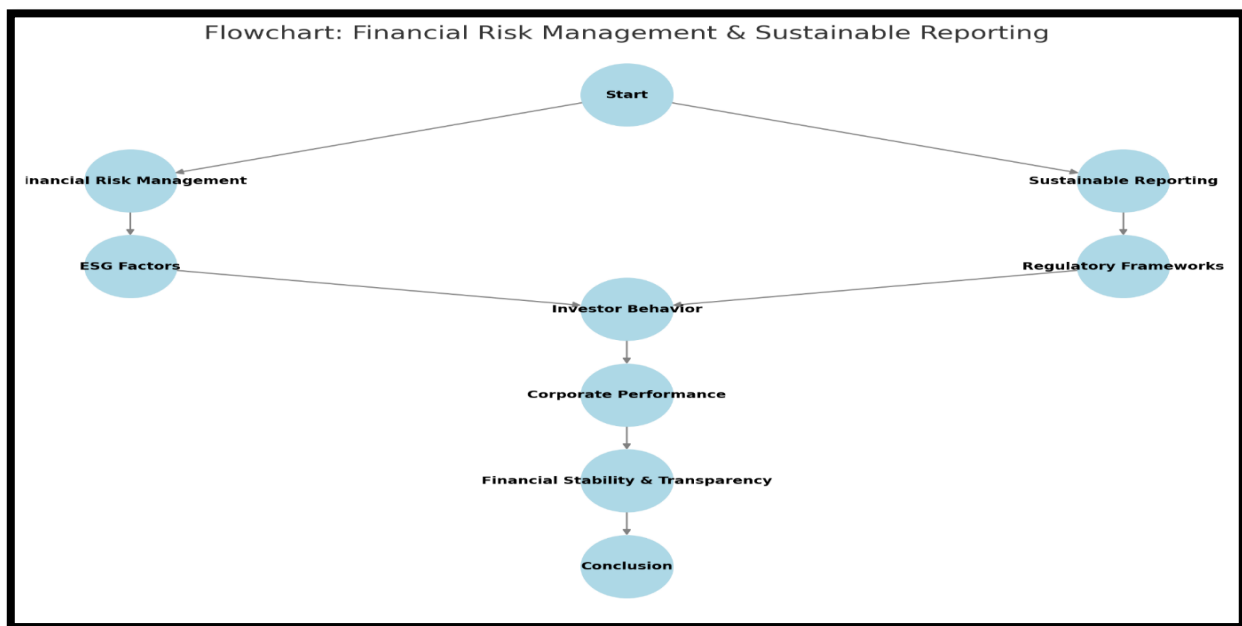 Flowchart: Financial Risk Management & Sustainable Reporting
Start
inancial Risk Management
Sustainable Reporting
ESG Factors
Regulatory Frameworks
Investor Behavior
Corporate Performance
Financial Stability & Transparency
Conclusion